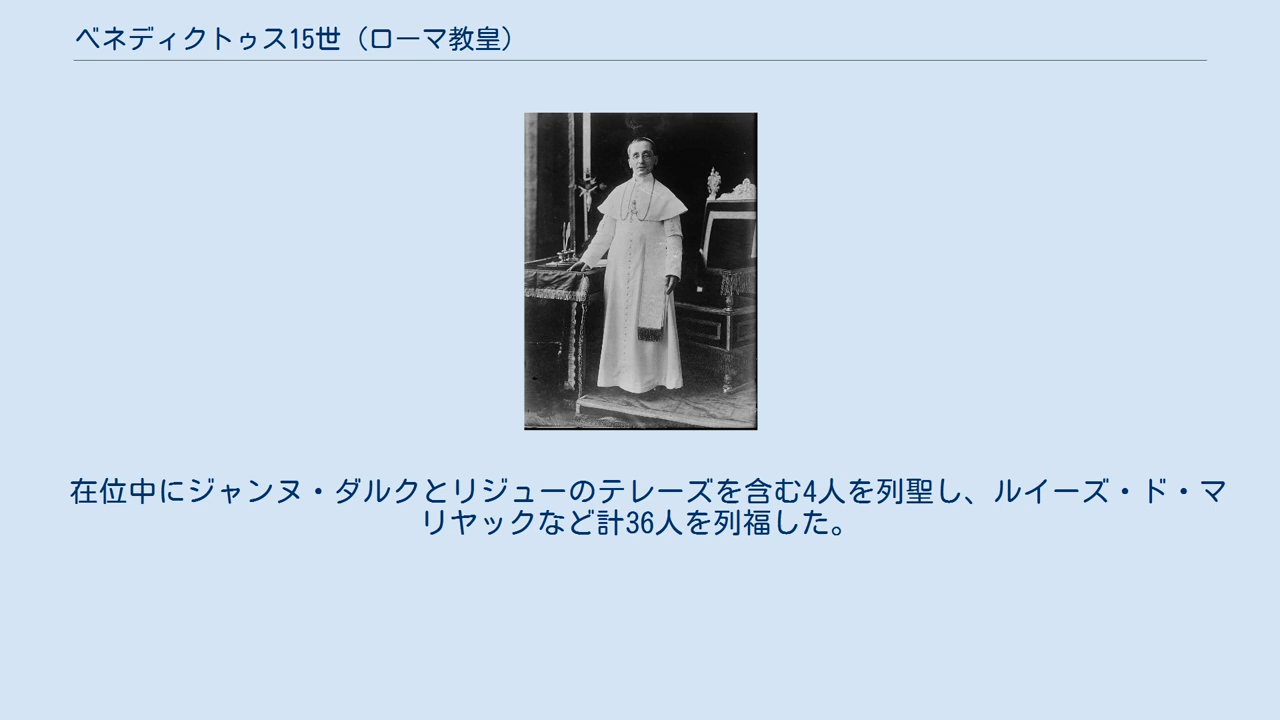 ベネディクトゥス15世（ローマ教皇）
在位中にジャンヌ・ダルクとリジューのテレーズを含む4人を列聖し、ルイーズ・ド・マ
リヤックなど計36人を列福した。